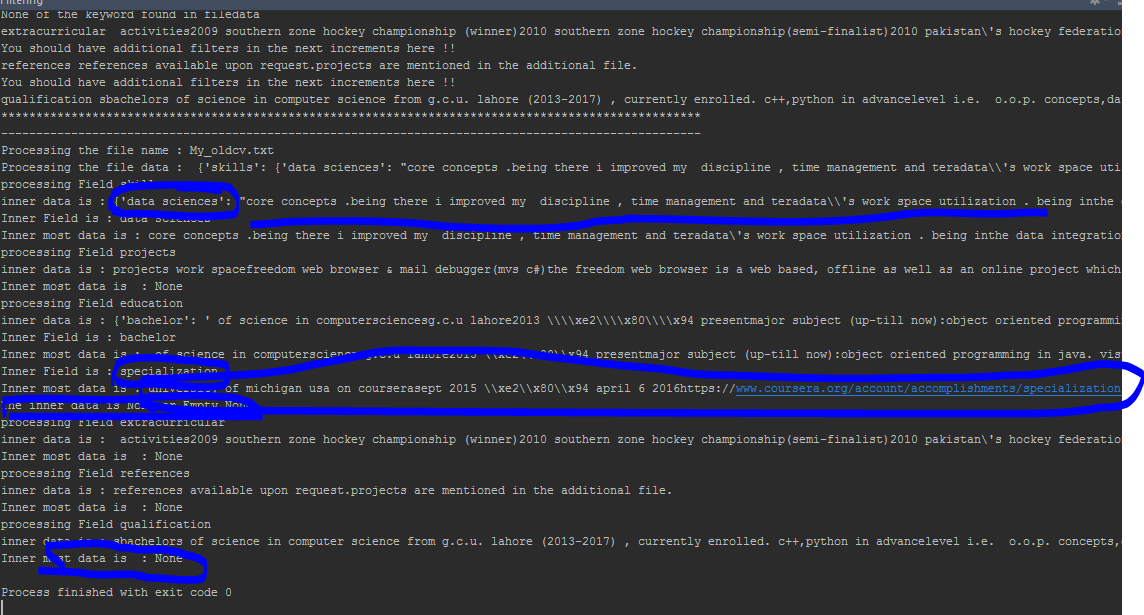 Filtering
None of the keyword found in filedata
extracurricular  activities2009 southern zone hockey championship (winner)2010 southern zone hockey championship(semi-finalist)2010 pakistan\'s hockey federatio
You should have additional filters in the next increments here !!
references references available upon request.projects are mentioned in the additional file.
You should have additional filters in the next increments here !!
qualification sbachelors of science in computer science from g.c.u. lahore (2013-2017) , currently enrolled. c++,python in advancelevel i.e.  o.o.p. concepts,da
****************************************************************************************************
----------------------------------------------------------------------------------------------------
Processing the file name : My_oldcv.txt
Processing the file data :  {'skills': {'data sciences': "core concepts .being there i improved my  discipline , time management and teradata\\'s work space uti
processing Field skills
inner data is : {'data sciences': "core concepts .being there i improved my  discipline , time management and teradata\\'s work space utilization . being inthe
Inner Field is : data sciences
Inner most data is : core concepts .being there i improved my  discipline , time management and teradata\'s work space utilization . being inthe data integratio
processing Field projects
inner data is : projects work spacefreedom web browser & mail debugger(mvs c#)the freedom web browser is a web based, offline as well as an online project which
Inner most data is  : None
processing Field education
inner data is : {'bachelor': ' of science in computersciencesg.c.u lahore2013 \\\\xe2\\\\x80\\\\x94 presentmajor subject (up-till now):object oriented programmi
Inner Field is : bachelor
Inner most data is :  of science in computersciencesg.c.u lahore2013 \\xe2\\x80\\x94 presentmajor subject (up-till now):object oriented programming in java. vis
Inner Field is : specialization
Inner most data is : university of michigan usa on courserasept 2015 \\xe2\\x80\\x94 april 6 2016https://www.coursera.org/account/accomplishments/specialization
The inner data is Empty Now
processing Field extracurricular
inner data is :  activities2009 southern zone hockey championship (winner)2010 southern zone hockey championship(semi-finalist)2010 pakistan\'s hockey federatio
Inner most data is  : None
processing Field references
inner data is : references available upon request.projects are mentioned in the additional file.
Inner most data is  : None
processing Field qualification
inner data is : sbachelors of science in computer science from g.c.u. lahore (2013-2017) , currently enrolled. c++,python in advancelevel i.e.  o.o.p. concepts,
Inner most data is  : None
Process finished with exit code 0